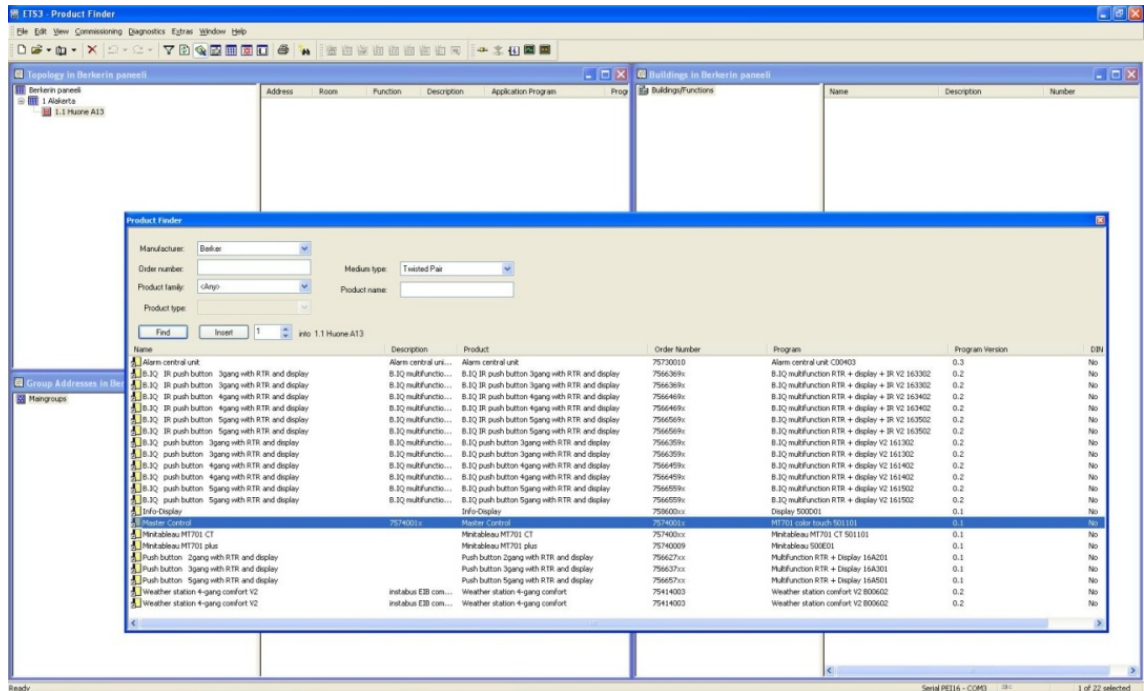 ETS3 - Product Finder
File Edit View Commissioning Diagnostics Extras Window Help
Topology in Berkerin paneeli
Berkerin paneeli
1 Alakerta
1.1 Huone A13
Address Room Function Description Application Program Progr
Buildings in Berkerin paneeli
Buildings/Functions
Name Description Number
Group Addresses in Ber
Maingroups
Product Finder
Manufacturer: Berker
Order number: Medium type: Twisted Pair
Product family: <Any> Product name:
Product type:
Find Insert 1 into 1.1 Huone A13
Name Description Product Order Number Program Program Version DIN
Alarm central unit Alarm central uni... Alarm central unit 75730010 Alarm central unit C00403 0.3 No
B.IQ IR push button 3gang with RTR and display B.IQ multifunctio... B.IQ IR push button 3gang with RTR and display 7566369x B.IQ multifunction RTR + display + IR V2 163302 0.2 No
B.IQ IR push button 3gang with RTR and display B.IQ multifunctio... B.IQ IR push button 3gang with RTR and display 7566369x B.IQ multifunction RTR + display + IR V2 163302 0.2 No
B.IQ IR push button 4gang with RTR and display B.IQ multifunctio... B.IQ IR push button 4gang with RTR and display 7566469x B.IQ multifunction RTR + display + IR V2 163402 0.2 No
B.IQ IR push button 4gang with RTR and display B.IQ multifunctio... B.IQ IR push button 4gang with RTR and display 7566469x B.IQ multifunction RTR + display + IR V2 163402 0.2 No
B.IQ IR push button 5gang with RTR and display B.IQ multifunctio... B.IQ IR push button 5gang with RTR and display 7566569x B.IQ multifunction RTR + display + IR V2 163502 0.2 No
B.IQ IR push button 5gang with RTR and display B.IQ multifunctio... B.IQ IR push button 5gang with RTR and display 7566569x B.IQ multifunction RTR + display + IR V2 163502 0.2 No
B.IQ push button 3gang with RTR and display B.IQ multifunctio... B.IQ push button 3gang with RTR and display 7566359x B.IQ multifunction RTR + display V2 161302 0.2 No
B.IQ push button 3gang with RTR and display B.IQ multifunctio... B.IQ push button 3gang with RTR and display 7566359x B.IQ multifunction RTR + display V2 161302 0.2 No
B.IQ push button 4gang with RTR and display B.IQ multifunctio... B.IQ push button 4gang with RTR and display 7566459x B.IQ multifunction RTR + display V2 161402 0.2 No
B.IQ push button 4gang with RTR and display B.IQ multifunctio... B.IQ push button 4gang with RTR and display 7566459x B.IQ multifunction RTR + display V2 161402 0.2 No
B.IQ push button 5gang with RTR and display B.IQ multifunctio... B.IQ push button 5gang with RTR and display 7566559x B.IQ multifunction RTR + display V2 161502 0.2 No
B.IQ push button 5gang with RTR and display B.IQ multifunctio... B.IQ push button 5gang with RTR and display 7566559x B.IQ multifunction RTR + display V2 161502 0.2 No
Info-Display Info-Display 758600xx Display 500D01 0.1 No
Master Control 7574001x Master Control 7574001x MT701 color touch 501101 0.1 No
Minitableau MT701 CT Minitableau MT701 CT 757400xx Minitableau MT701 CT 501101 0.1 No
Minitableau MT701 plus Minitableau MT701 plus 75740009 Minitableau 500E01 0.1 No
Push button 2gang with RTR and display Push button 2gang with RTR and display 756627xx Multifunction RTR + Display 16A201 0.1 No
Push button 3gang with RTR and display Push button 3gang with RTR and display 756637xx Multifunction RTR + Display 16A301 0.1 No
Push button 5gang with RTR and display Push button 5gang with RTR and display 756657xx Multifunction RTR + Display 16A501 0.1 No
Weather station 4-gang comfort V2 instabus EIB com... Weather station 4-gang comfort 75414003 Weather station comfort V2 B00602 0.2 No
Weather station 4-gang comfort V2 instabus EIB com... Weather station 4-gang comfort 75414003 Weather station comfort V2 B00602 0.2 No
Ready Serial PEI16 - COM3 1 of 22 selected